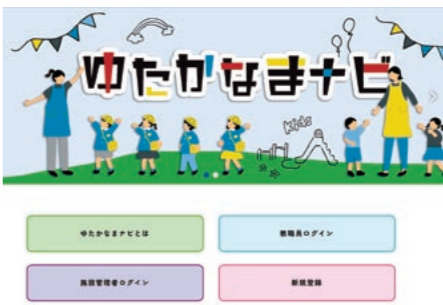 ゆたかなまナビ
Kids
ゆたかなまナビとは
教職員ログイン
施設管理者ログイン
新規登録